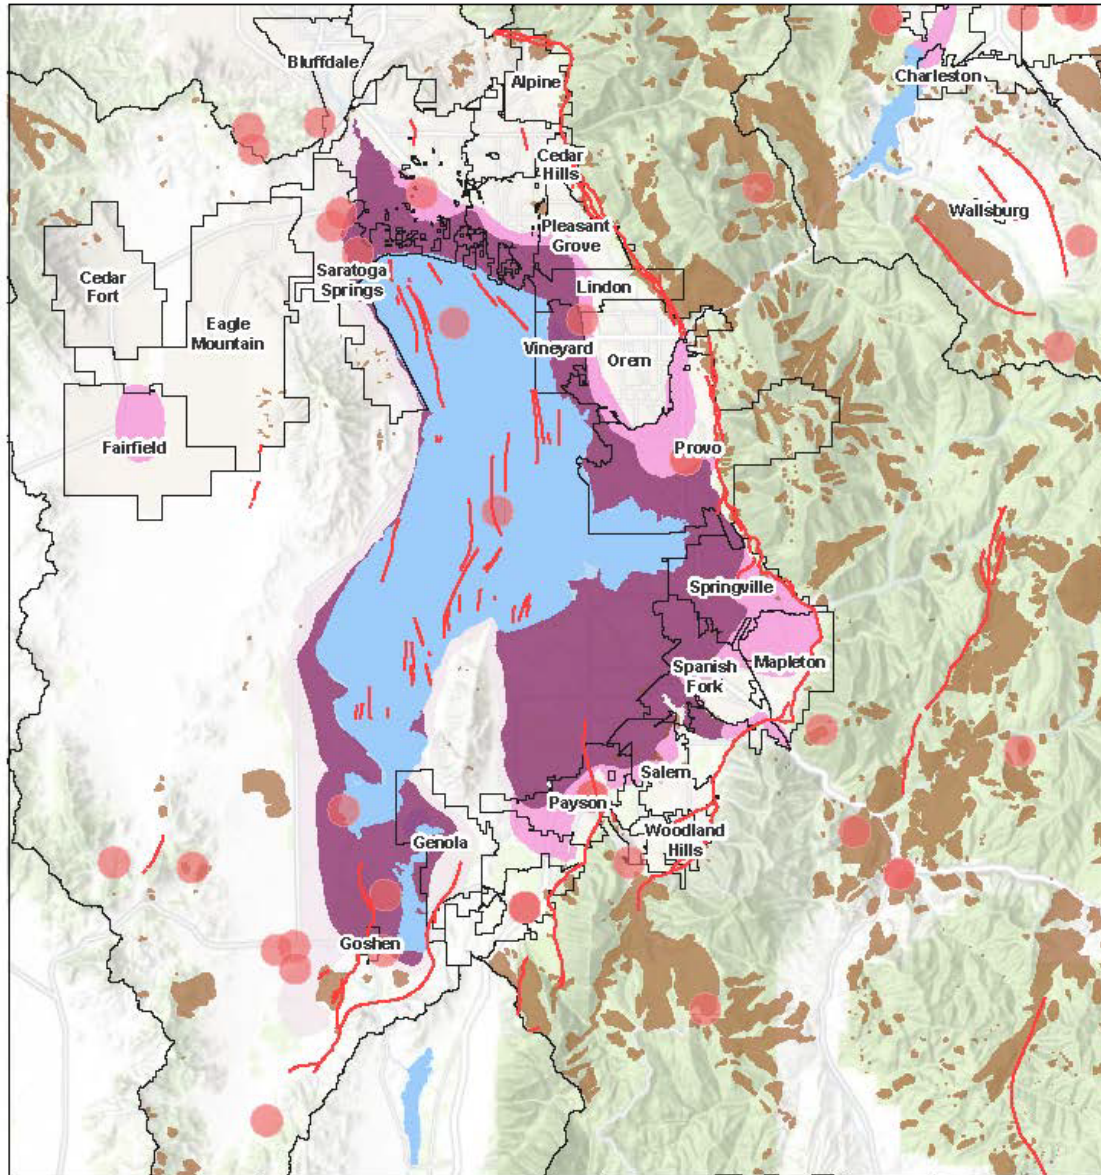 Bluffdale
Alpine
Charleston
Cedar
Hills
Wallsburg
Pleasant
Grove
Cedar
Fort
Saratoga
Springs
Lindon
Eagle
Mountain
Vineyard
Orem
Fairfield
Provo
Springville
Spanish
Fork
Mapleton
Salem
Payson
Woodland
Hills
Genola
Goshen